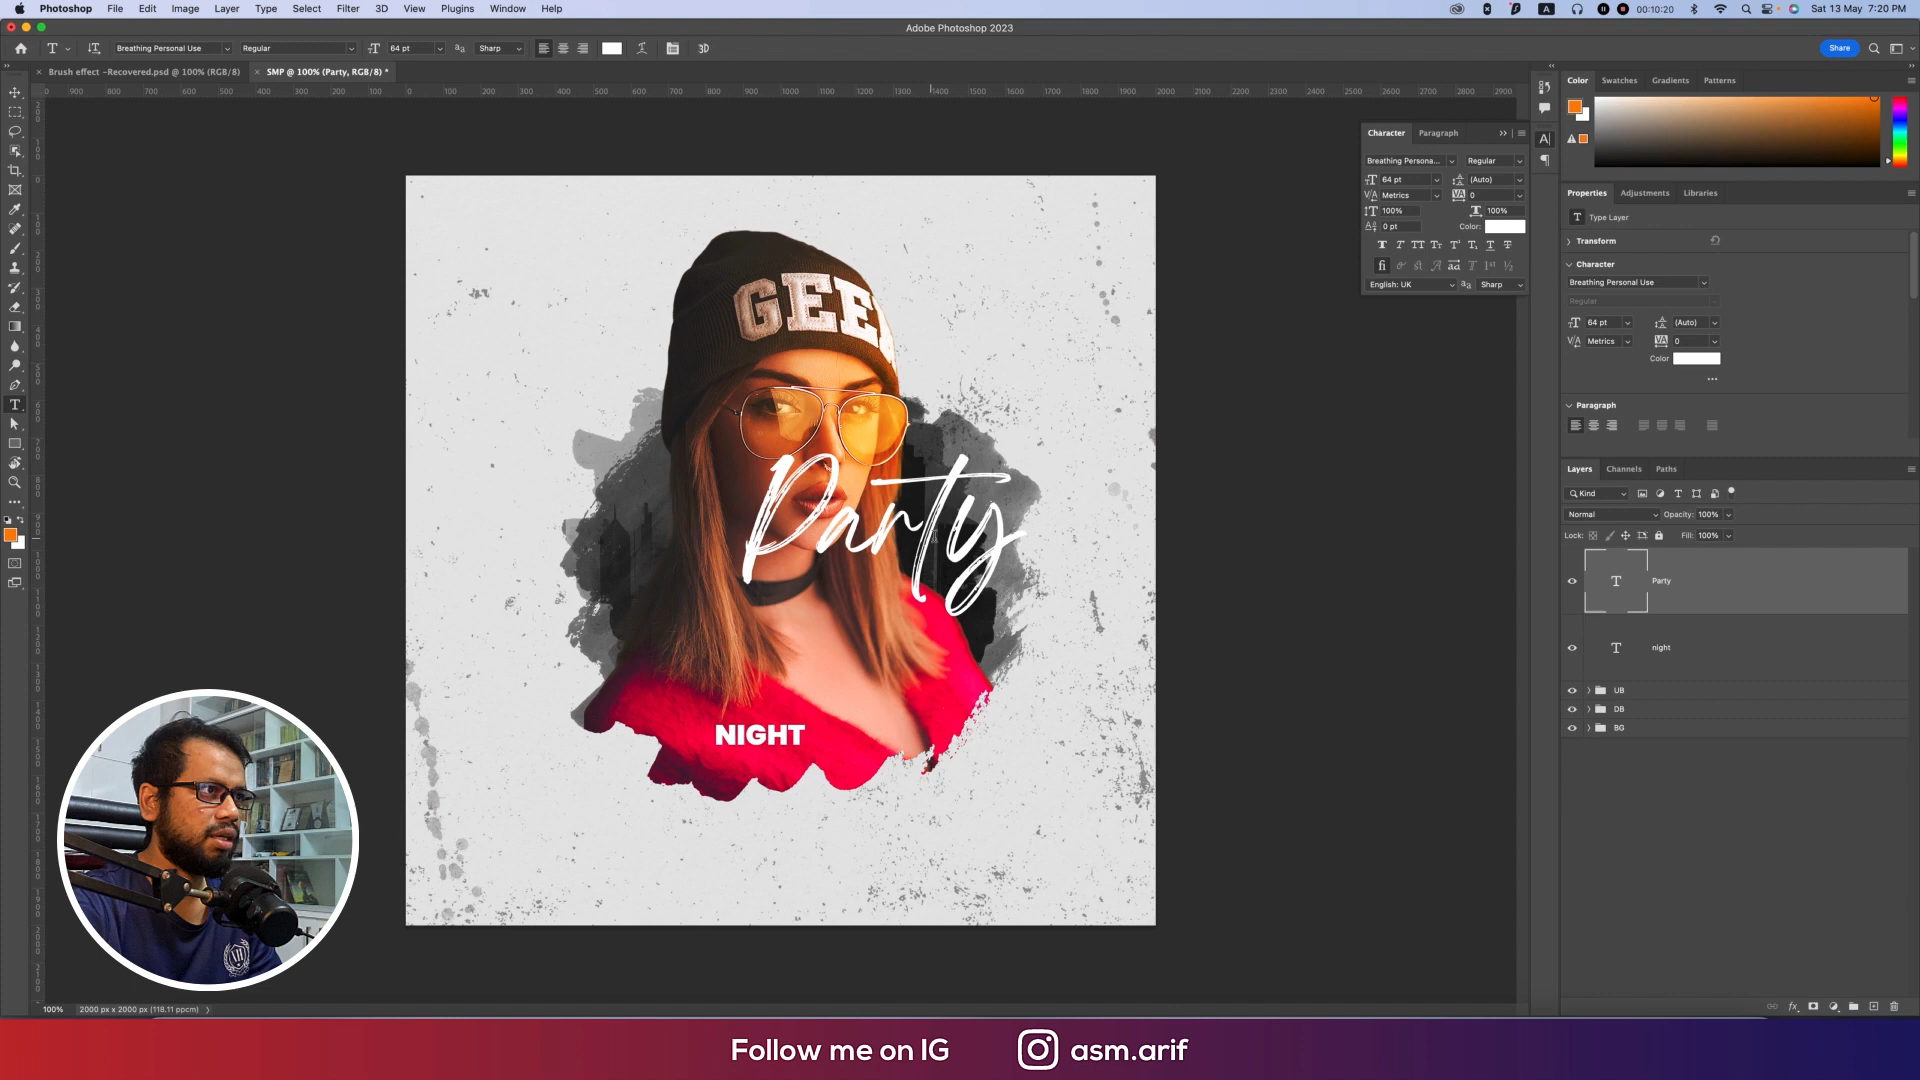 Photoshop File Edit Image Layer Type Select Filter 3D View Plugins Window Help
A 00:10:20 Sat 13 May 7:20 PM
Adobe Photoshop 2023
Breathing Personal Use Regular 64 pt Sharp 3D Share
Brush effect -Recovered.psd @ 100% (RGB/8) SMP @ 100% (Party, RGB/8) *
Color Swatches Gradients Patterns
Character Paragraph
Breathing Persona... Regular
64 pt (Auto)
Metrics 0
100% 100%
0 pt Color:
English: UK Sharp
Properties Adjustments Libraries
Type Layer
Transform
Character
Breathing Personal Use
Regular
64 pt (Auto)
Metrics 0
Color
Paragraph
Layers Channels Paths
Kind
Normal Opacity: 100%
Lock: Fill: 100%
Party
night
UB
DB
BG
GEE
Party
NIGHT
100% 2000 px x 2000 px (118.11 ppcm)
Follow me on IG asm.arif